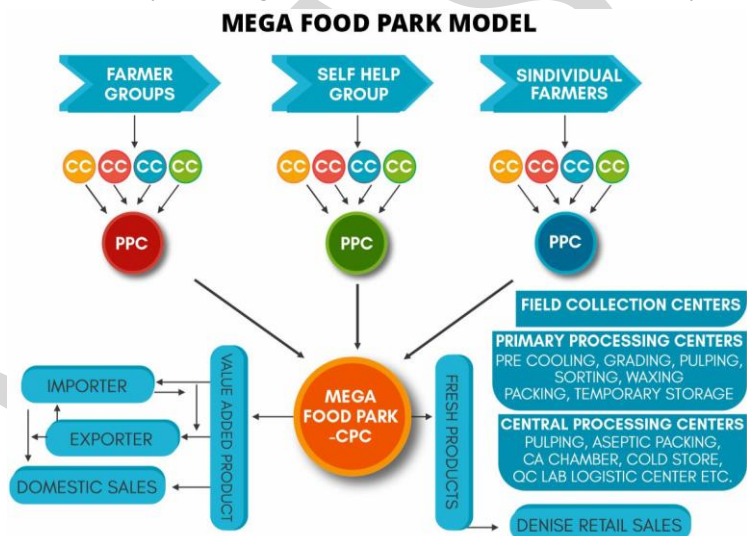 MEGA FOOD PARK MODEL
FARMER
GROUPS
SELF HELP
GROUP
SINDIVIDUAL
FARMERS
CC CC CC CC
CC CC CC CC
CC CC CC CC
PPC
PPC
PPC
FIELD COLLECTION CENTERS
PRIMARY PROCESSING CENTERS
PRE COOLING, GRADING, PULPING,
SORTING, WAXING
PACKING, TEMPORARY STORAGE
CENTRAL PROCESSING CENTERS
PULPING, ASEPTIC PACKING,
CA CHAMBER, COLD STORE,
QC LAB LOGISTIC CENTER ETC.
IMPORTER
EXPORTER
DOMESTIC SALES
VALUE ADDED PRODUCT
MEGA
FOOD PARK
-CPC
FRESH PRODUCTS
DENISE RETAIL SALES